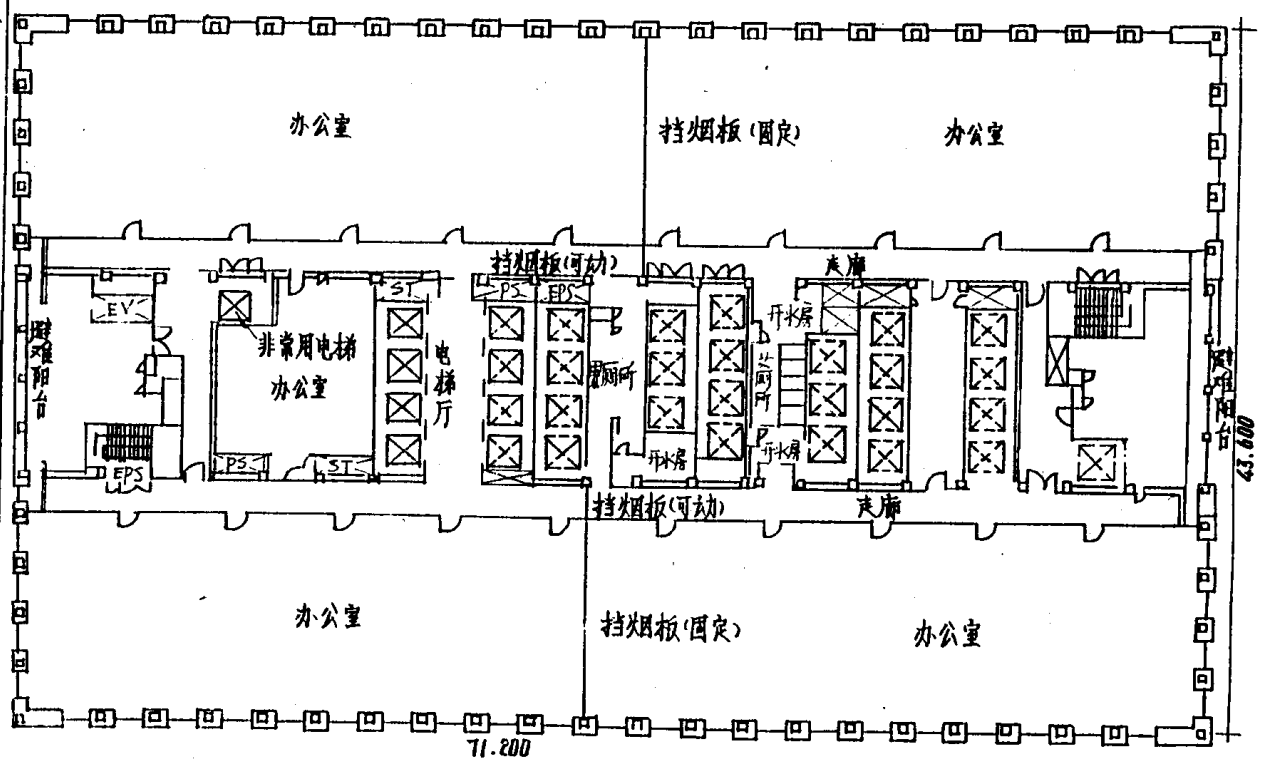 办公室
挡烟板(固定)
办公室
挡烟板(可动)
走廊
EV
ST
PS
EPS
开水房
避难阳台
非常用电梯
办公室
电梯厅
厕所
厕所
避难阳台
PS
ST
EPS
开水房
开水房
挡烟板(可动)
走廊
43.600
办公室
挡烟板(固定)
办公室
71.200